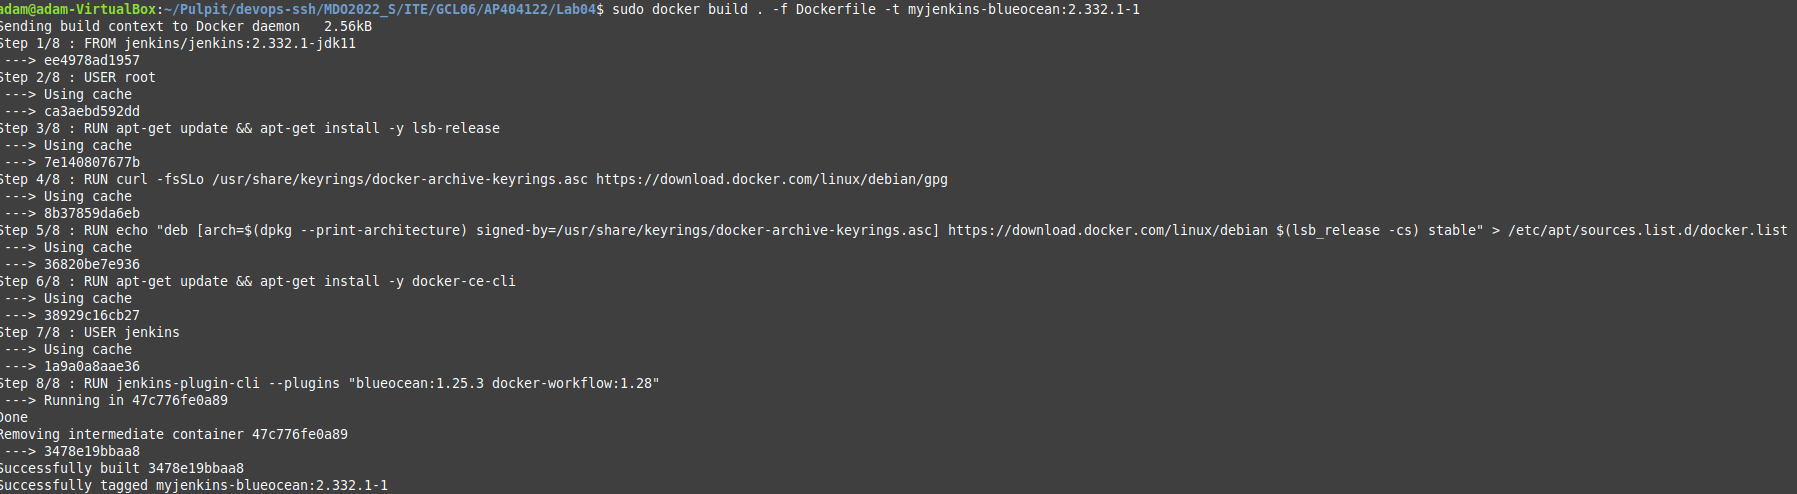 adam@adam-VirtualBox:~/Pulpit/devops-ssh/MDO2022_S/ITE/GCL06/AP404122/Lab04$ sudo docker build . -f Dockerfile -t myjenkins-blueocean:2.332.1-1
Sending build context to Docker daemon   2.56kB
Step 1/8 : FROM jenkins/jenkins:2.332.1-jdk11
 ---> ee4978ad1957
Step 2/8 : USER root
 ---> Using cache
 ---> ca3aebd592dd
Step 3/8 : RUN apt-get update && apt-get install -y lsb-release
 ---> Using cache
 ---> 7e140807677b
Step 4/8 : RUN curl -fsSLo /usr/share/keyrings/docker-archive-keyrings.asc https://download.docker.com/linux/debian/gpg
 ---> Using cache
 ---> 8b37859da6eb
Step 5/8 : RUN echo "deb [arch=$(dpkg --print-architecture) signed-by=/usr/share/keyrings/docker-archive-keyrings.asc] https://download.docker.com/linux/debian $(lsb_release -cs) stable" > /etc/apt/sources.list.d/docker.list
 ---> Using cache
 ---> 36820be7e936
Step 6/8 : RUN apt-get update && apt-get install -y docker-ce-cli
 ---> Using cache
 ---> 38929c16cb27
Step 7/8 : USER jenkins
 ---> Using cache
 ---> 1a9a0a8aae36
Step 8/8 : RUN jenkins-plugin-cli --plugins "blueocean:1.25.3 docker-workflow:1.28"
 ---> Running in 47c776fe0a89
Done
Removing intermediate container 47c776fe0a89
 ---> 3478e19bbaa8
Successfully built 3478e19bbaa8
Successfully tagged myjenkins-blueocean:2.332.1-1